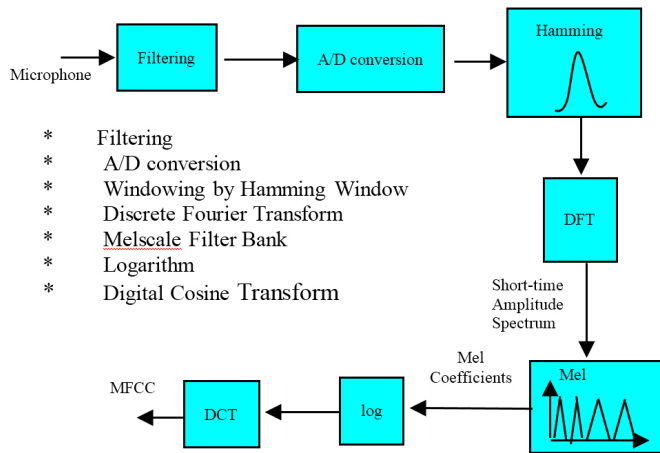 Microphone
Filtering
A/D conversion
Hamming
* Filtering
* A/D conversion
* Windowing by Hamming Window
* Discrete Fourier Transform
* Melscale Filter Bank
* Logarithm
* Digital Cosine Transform
DFT
Short-time
Amplitude
Spectrum
Mel
Mel
Coefficients
log
DCT
MFCC